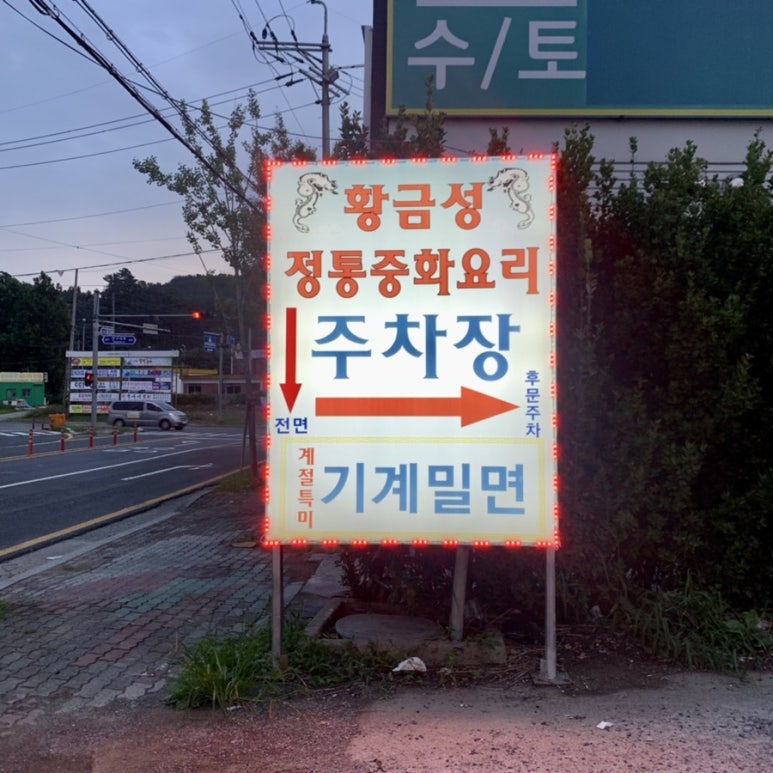 수/토
황금성
정통중화요리
주차장
전면
후문주차
계절특미
기계밀면